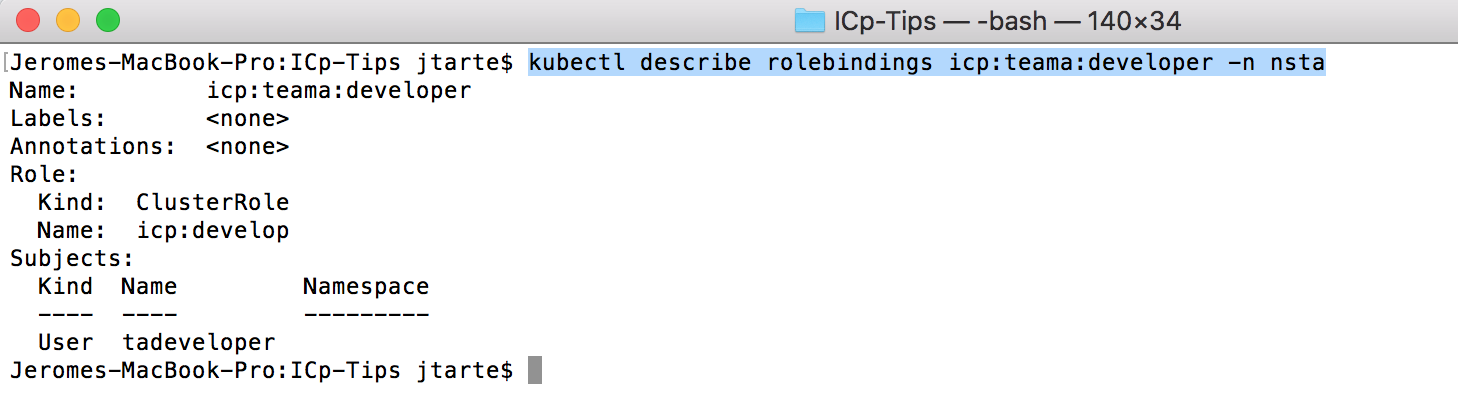 ICp-Tips — -bash — 140×34
[Jeromes-MacBook-Pro:ICp-Tips jtarte$ kubectl describe rolebindings icp:teama:developer -n nsta
Name:         icp:teama:developer
Labels:       <none>
Annotations:  <none>
Role:
  Kind:  ClusterRole
  Name:  icp:develop
Subjects:
  Kind  Name         Namespace
  ----  ----         ---------
  User  tadeveloper
Jeromes-MacBook-Pro:ICp-Tips jtarte$